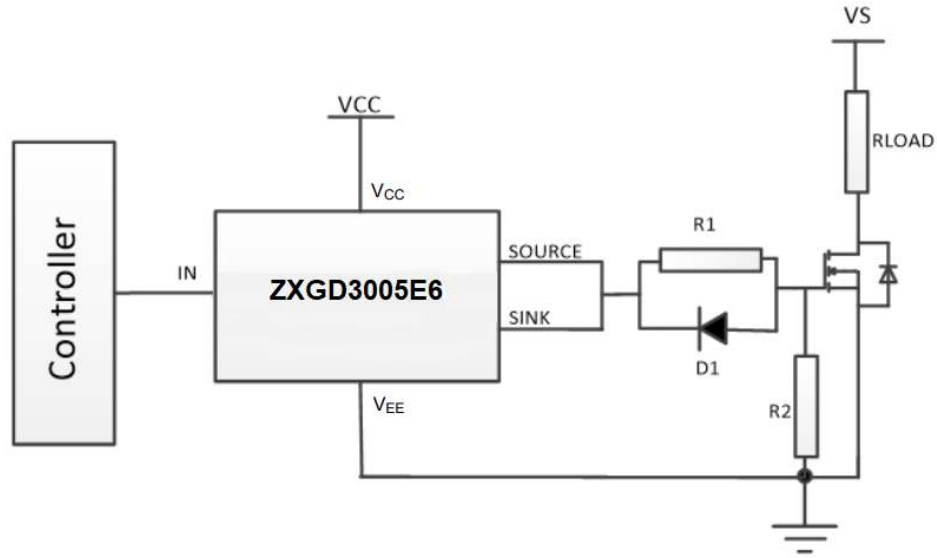 VS
VCC
RLOAD
VCC
R1
Controller
SOURCE
IN
ZXGD3005E6
SINK
D1
VEE
R2